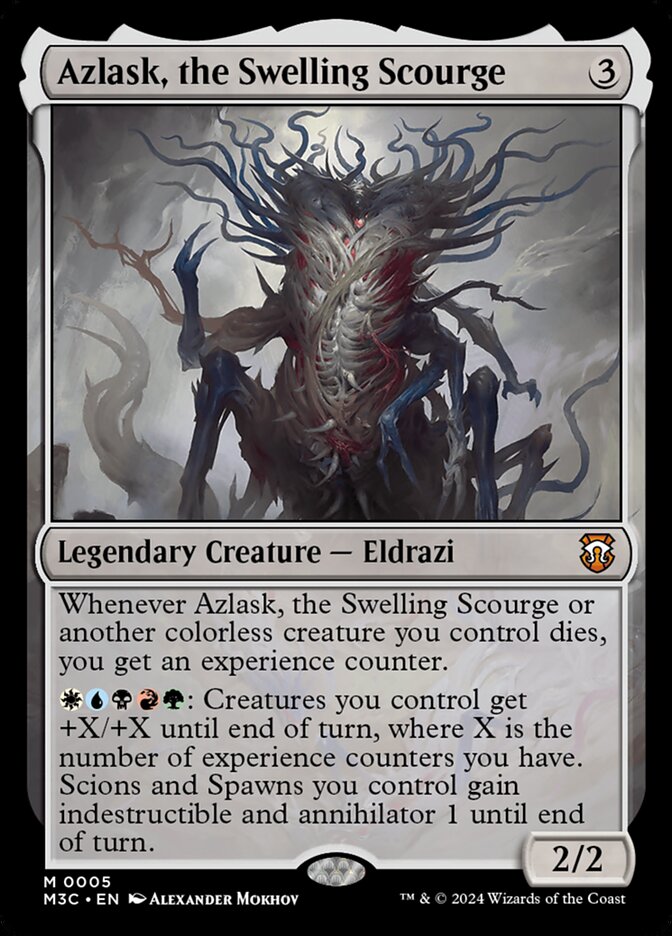 Azlask, the Swelling Scourge 3
Legendary Creature — Eldrazi
Whenever Azlask, the Swelling Scourge or
another colorless creature you control dies,
you get an experience counter.
: Creatures you control get
+X/+X until end of turn, where X is the
number of experience counters you have.
Scions and Spawns you control gain
indestructible and annihilator 1 until end
of turn.
2/2
M 0005
M3C • EN Alexander Mokhov
™ & © 2024 Wizards of the Coast